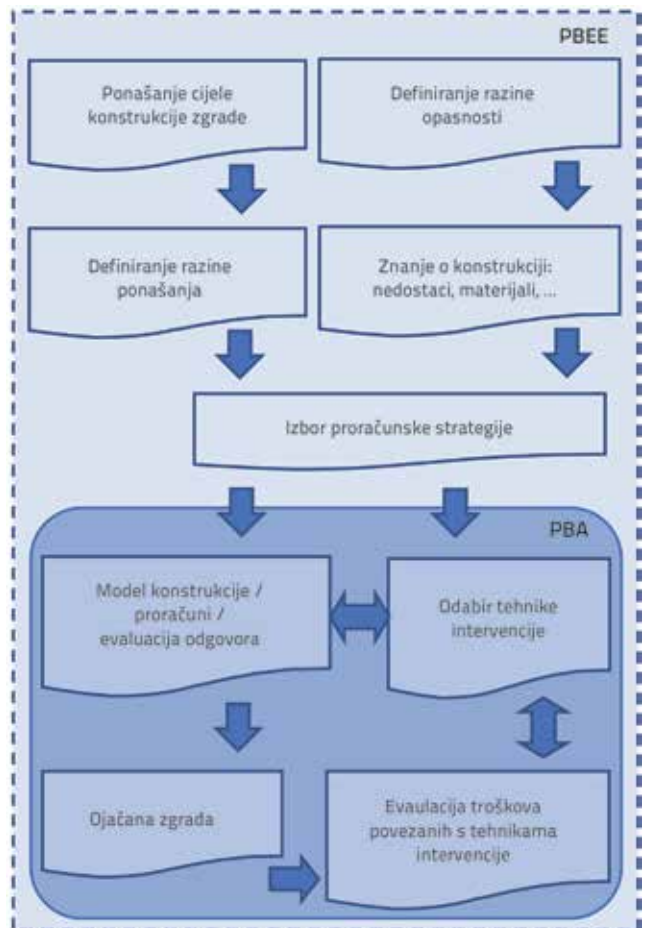 PBEE
Ponašanje cijele
konstrukcije zgrade
Definiranje razine
opasnosti
Definiranje razine
ponašanja
Znanje o konstrukciji:
nedostaci, materijali, ...
Izbor proračunske strategije
PBA
Model konstrukcije /
proračuni /
evaluacija odgovora
Odabir tehnike
intervencije
Ojačana zgrada
Evaulacija troškova
povezanih s tehnikama
intervencije